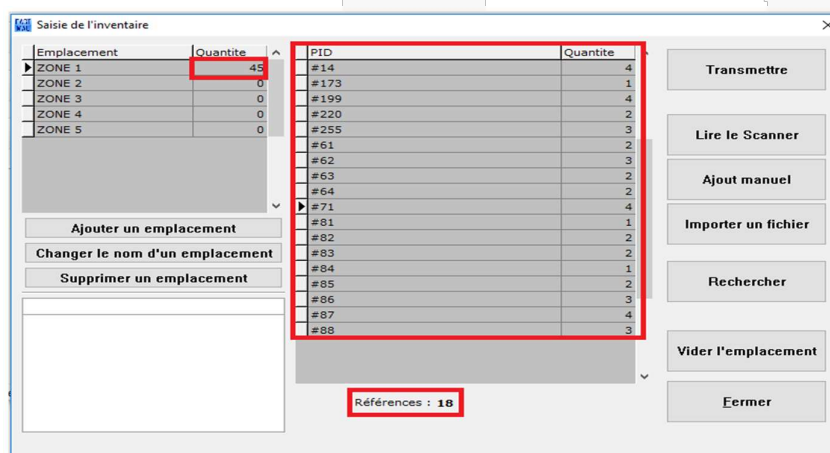 Saisie de l'inventaire
Emplacement Quantite
ZONE 1 45
ZONE 2 0
ZONE 3 0
ZONE 4 0
ZONE 5 0
Ajouter un emplacement
Changer le nom d'un emplacement
Supprimer un emplacement
PID Quantite
#14 4
#173 1
#199 4
#220 2
#255 3
#61 2
#62 3
#63 2
#64 2
#71 4
#81 1
#82 2
#83 2
#84 1
#85 2
#86 3
#87 4
#88 3
Références : 18
Transmettre
Lire le Scanner
Ajout manuel
Importer un fichier
Rechercher
Vider l'emplacement
Fermer